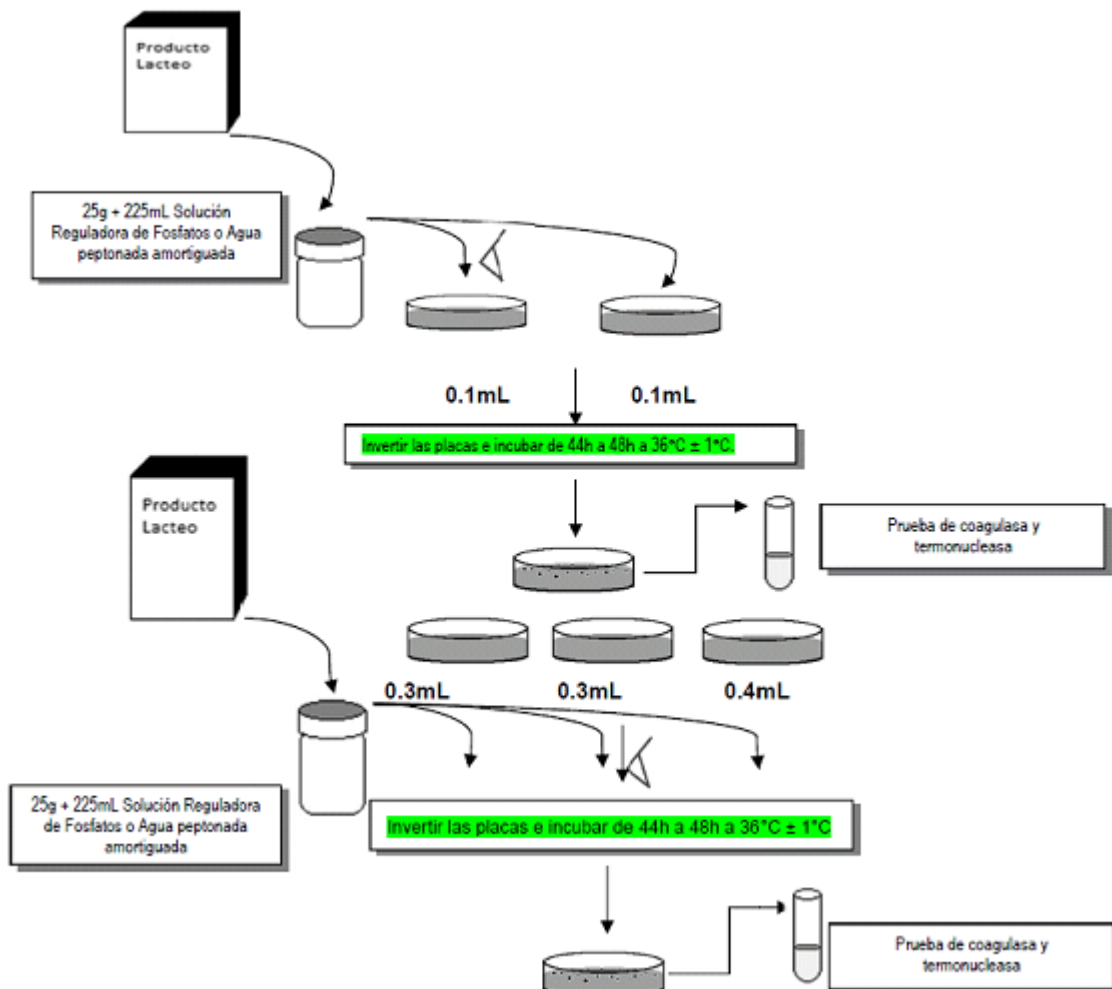 Producto
Lacteo
25g + 225mL Solución
Reguladora de Fosfatos o Agua
peptonada amortiguada
0.1mL
0.1mL
Invertir las placas e incubar de 44h a 48h a 36°C ± 1°C.
Producto
Lacteo
Prueba de coagulasa y
termonucleasa
0.3mL
0.3mL
0.4mL
25g + 225mL Solución Reguladora
de Fosfatos o Agua peptonada
amortiguada
Invertir las placas e incubar de 44h a 48h a 36°C ± 1°C
Prueba de coagulasa y
termonucleasa